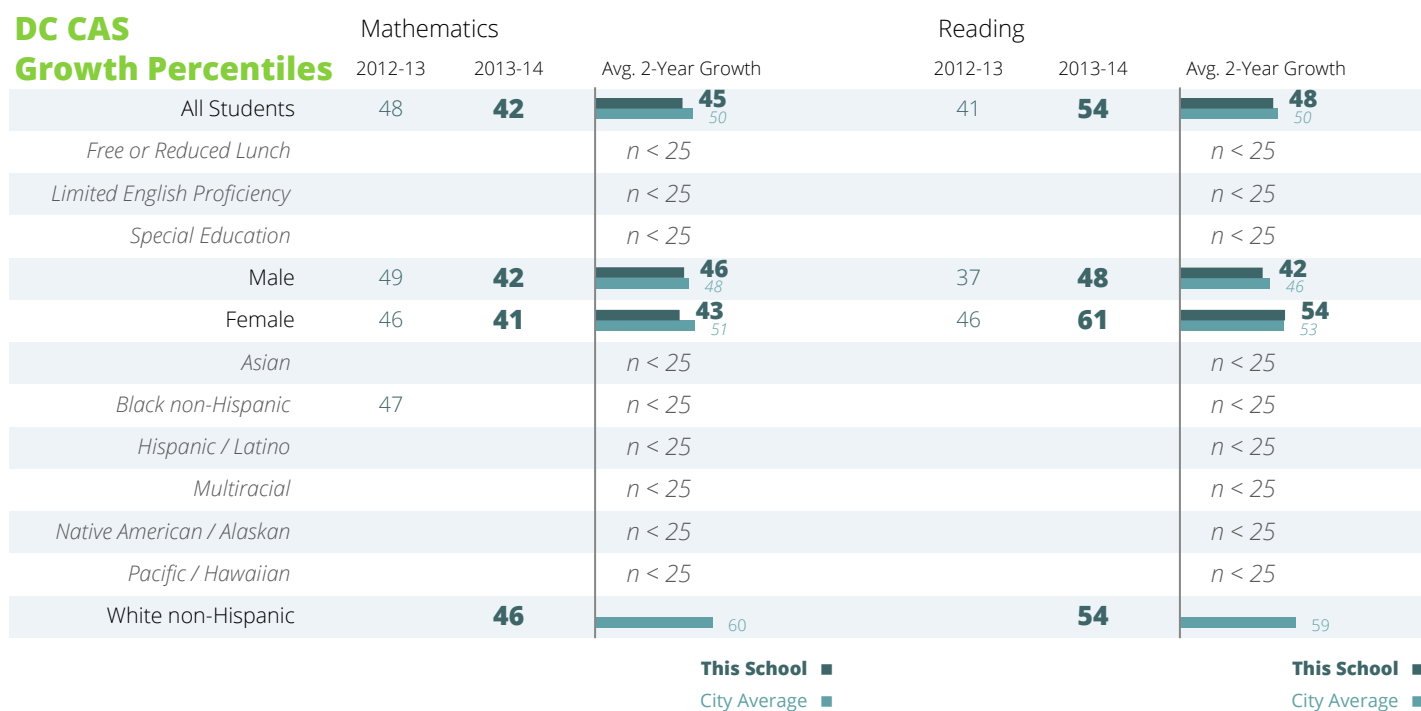 DC CAS Mathematics Reading
Growth Percentiles 2012-13 2013-14 Avg. 2-Year Growth 2012-13 2013-14 Avg. 2-Year Growth
All Students 48 42 45 50 41 54 48 50
Free or Reduced Lunch n < 25 n < 25
Limited English Proficiency n < 25 n < 25
Special Education n < 25 n < 25
Male 49 42 46 48 37 48 42 46
Female 46 41 43 51 46 61 54 53
Asian n < 25 n < 25
Black non-Hispanic 47 n < 25 n < 25
Hispanic / Latino n < 25 n < 25
Multiracial n < 25 n < 25
Native American / Alaskan n < 25 n < 25
Pacific / Hawaiian n < 25 n < 25
White non-Hispanic 46 60 54 59
This School This School
City Average City Average